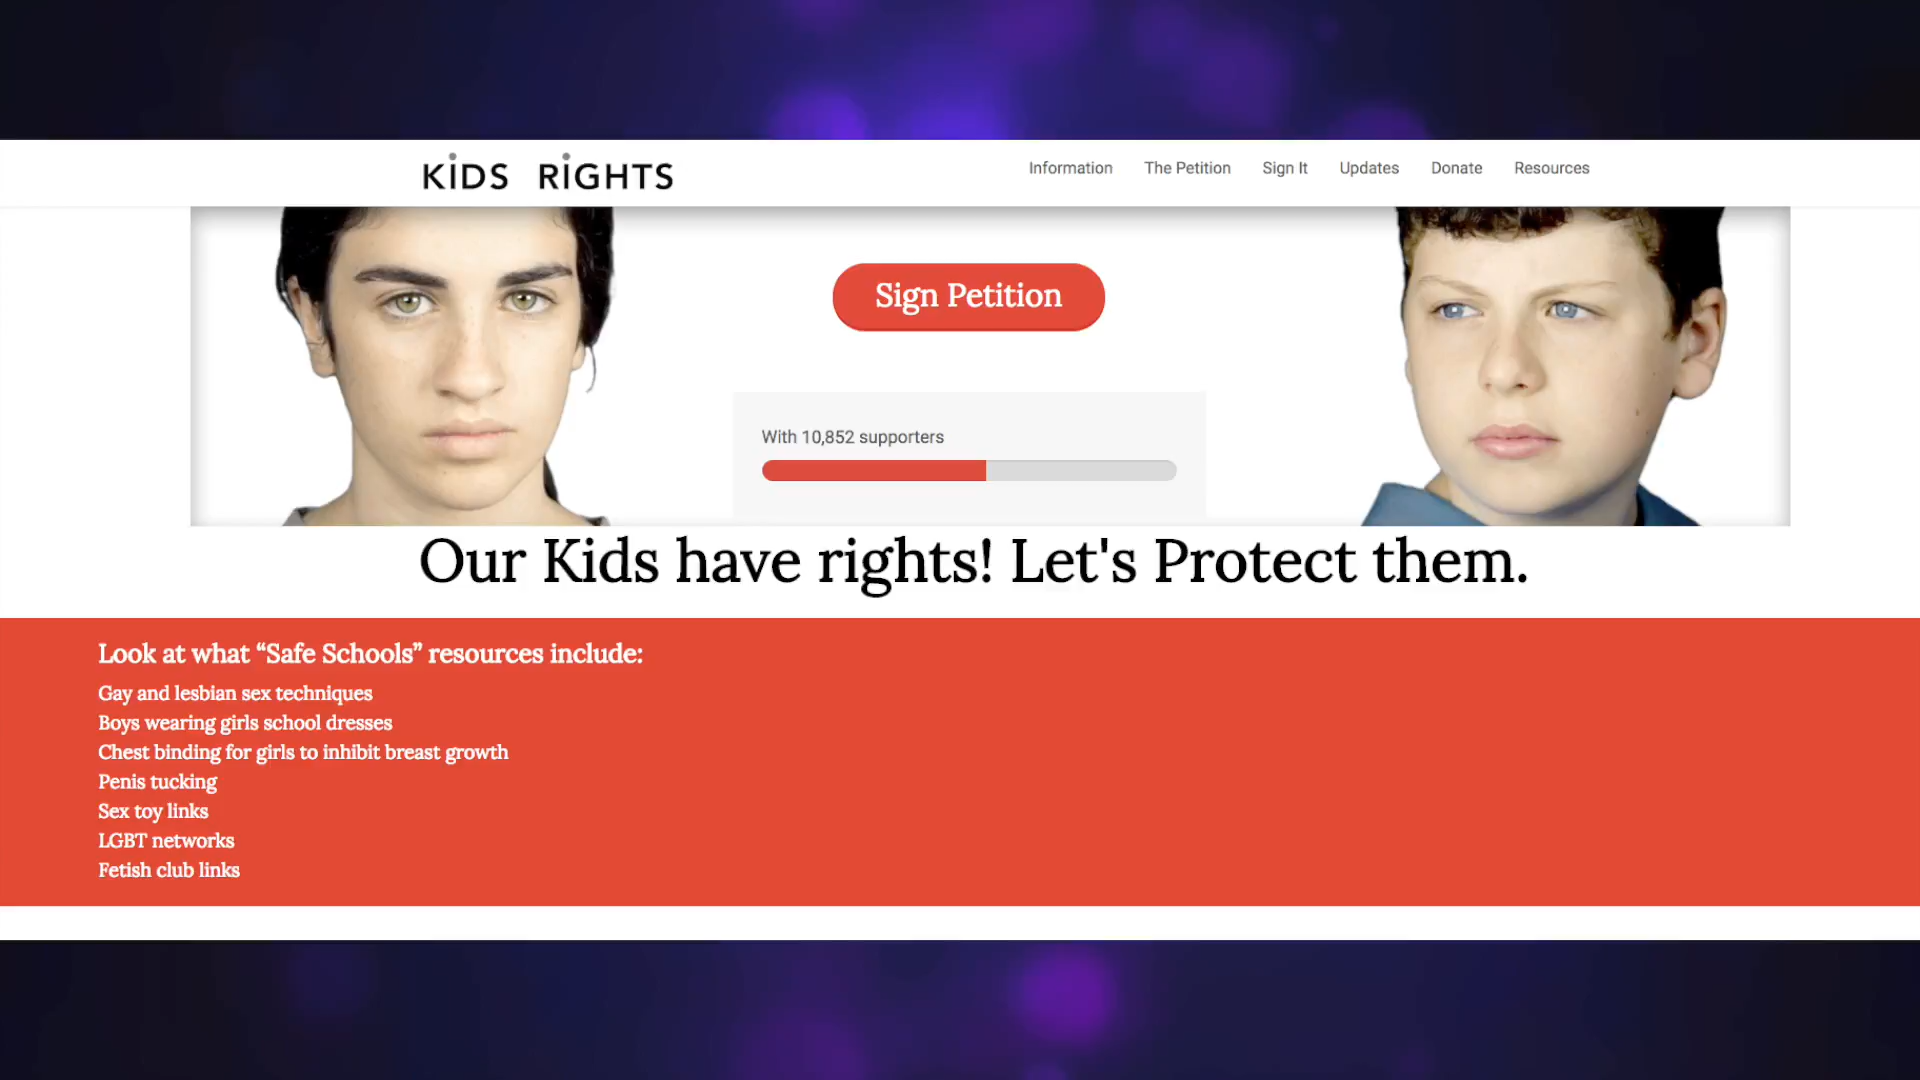 KiDS RiGHTS
Information The Petition Sign It Updates Donate Resources
Sign Petition
With 10,852 supporters
Our Kids have rights! Let's Protect them.
Look at what “Safe Schools” resources include:
Gay and lesbian sex techniques
Boys wearing girls school dresses
Chest binding for girls to inhibit breast growth
Penis tucking
Sex toy links
LGBT networks
Fetish club links